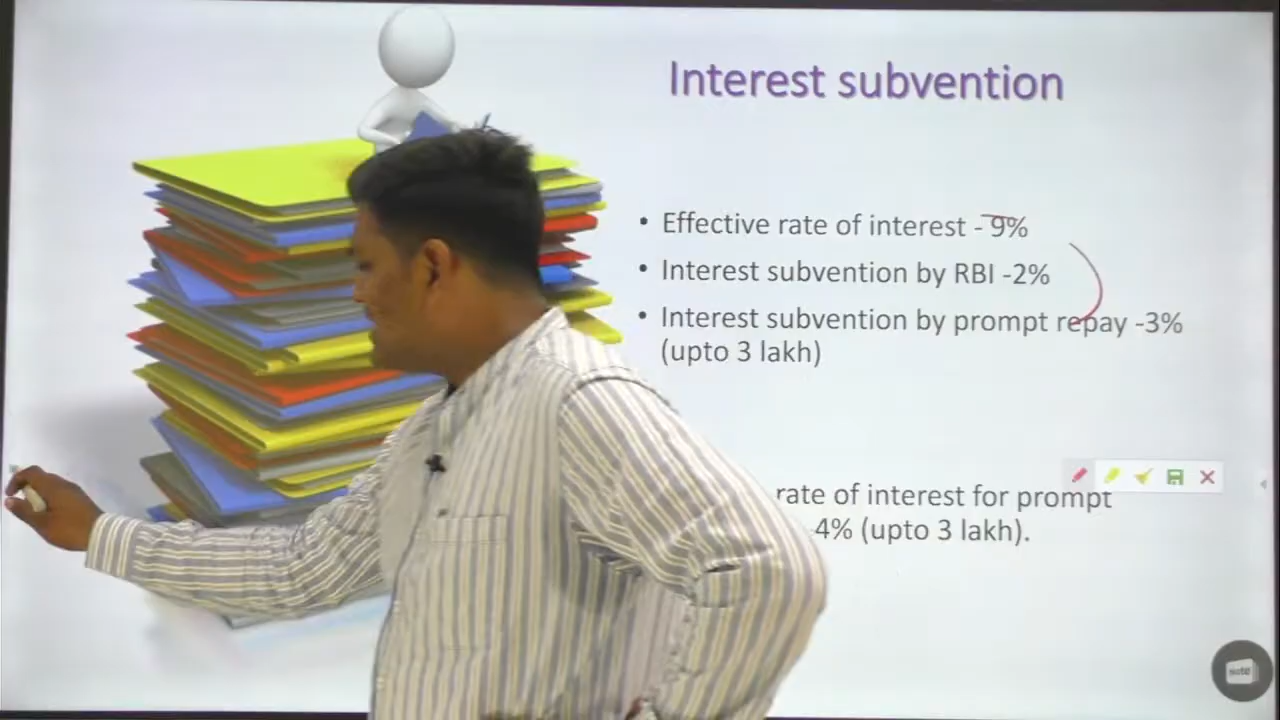 Interest subvention
• Effective rate of interest - 9%
• Interest subvention by RBI -2%
• Interest subvention by prompt repay -3%
(upto 3 lakh)
rate of interest for prompt
4% (upto 3 lakh).